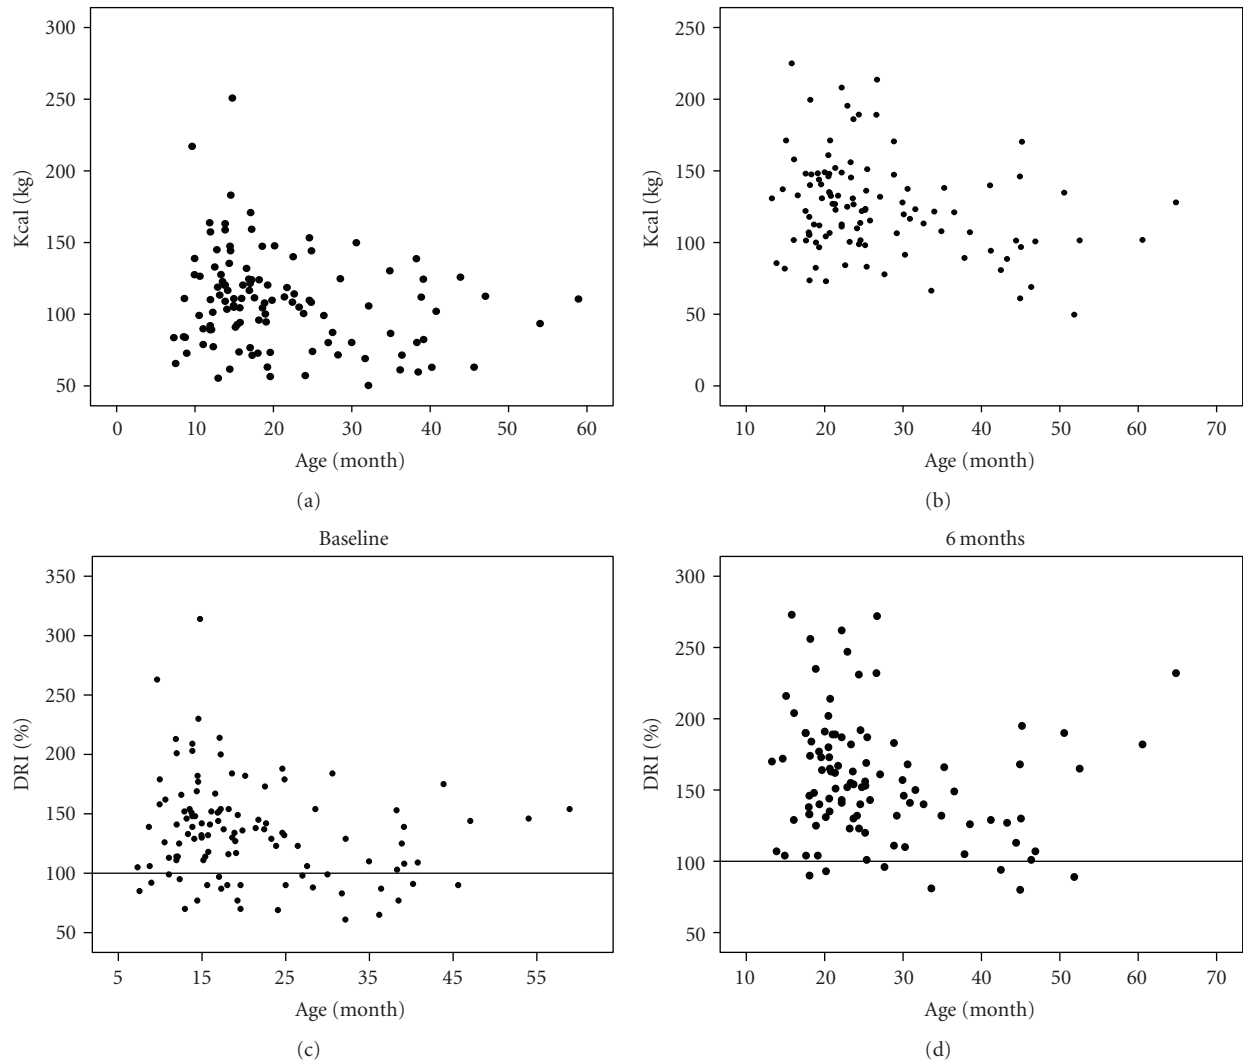 300
250
200
150
100
50
Kcal (kg)
0 10 20 30 40 50 60
Age (month)
(a)
250
200
150
100
50
0
Kcal (kg)
10 20 30 40 50 60 70
Age (month)
(b)
Baseline
350
300
250
200
150
100
50
DRI (%)
5 15 25 35 45 55
Age (month)
(c)
6 months
300
250
200
150
100
50
DRI (%)
10 20 30 40 50 60 70
Age (month)
(d)